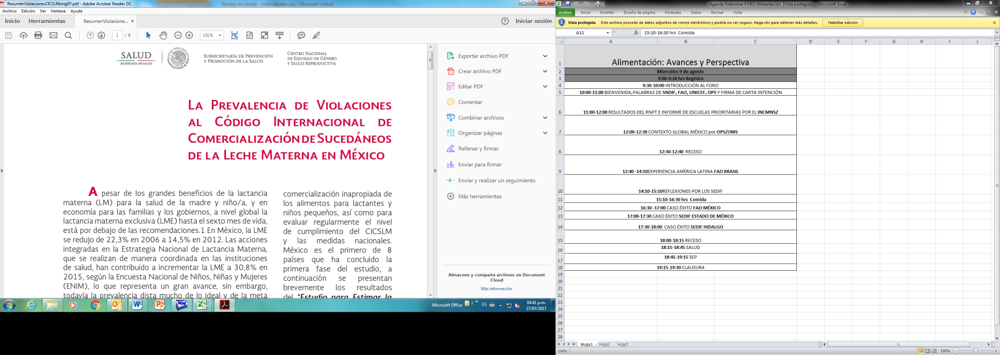 ResumenViolacionesCICSLMorigEP.pdf - Adobe Acrobat Reader DC
Archivo Edición Ver Ventana Ayuda
Inicio Herramientas ResumenViolacione... × Iniciar sesión
1 / 6 131%
SALUD
SECRETARÍA DE SALUD
SUBSECRETARÍA DE PREVENCIÓN
Y PROMOCIÓN DE LA SALUD
CENTRO NACIONAL
DE EQUIDAD DE GÉNERO
Y SALUD REPRODUCTIVA
LA PREVALENCIA DE VIOLACIONES
AL CÓDIGO INTERNACIONAL DE
COMERCIALIZACIÓN DE SUCEDÁNEOS
DE LA LECHE MATERNA EN MÉXICO
A pesar de los grandes beneficios de la lactancia
materna (LM) para la salud de la madre y niño/a, y en
economía para las familias y los gobiernos, a nivel global la
lactancia materna exclusiva (LME) hasta el sexto mes de vida,
está por debajo de las recomendaciones.1 En México, la LME
se redujo de 22,3% en 2006 a 14,5% en 2012. Las acciones
integradas en la Estrategia Nacional de Lactancia Materna,
que se realizan de manera coordinada en las instituciones
de salud, han contribuido a incrementar la LME a 30,8% en
2015, según la Encuesta Nacional de Niños, Niñas y Mujeres
(ENIM), lo que representa un gran avance, sin embargo,
todavía la prevalencia dista mucho de lo ideal y de la meta
comercialización inapropiada de
los alimentos para lactantes y
niños pequeños, así como para
evaluar regularmente el nivel
de cumplimiento del CICSLM
y las medidas nacionales.
México es el primero de 8
países que ha concluido la
primera fase del estudio, a
continuación se presentan
brevemente los resultados
del "Estudio para Estimar la
Exportar archivo PDF
Crear archivo PDF
Editar PDF
Comentar
Combinar archivos
Organizar páginas
Rellenar y firmar
Enviar para firmar
Enviar y realizar un seguimiento
Más herramientas
Almacene y comparta archivos en Document
Cloud
Más información
Microsoft Office » ES 04:41 p.m.
27/07/2017
Agenda Preliminar FORO Alimentación [Vista protegida] - Microsoft Excel
Archivo Inicio Insertar Diseño de página Fórmulas Datos Revisar Vista
Vista protegida Este archivo procede de datos adjuntos de correo electrónico y podría no ser seguro. Haga clic para obtener más detalles. Habilitar edición
A11 fx 15:10-16:30 hrs Comida
A B C D E F G H I J
1 Alimentación: Avances y Perspectiva
2 Miercóles 9 de agosto
3 9:00-9:30 hrs Registro
4 9:30-10:00 INTRODUCCIÓN AL FORO
5 10:00-11:00 BIENVENIDA,PALABRAS DE SNDIF, FAO, UNICEF, OPS Y FIRMA DE CARTA INTENCIÓN
6 11:00-12:00 RESULTADOS DEL RNPT E INFORME DE ESCUELAS PRIORITARIAS POR EL INCMNSZ
7 12:00-12:30 CONTEXTO GLOBAL MÉXICO por OPS/OMS
8 12:30-12:40 RECESO
9 12:40 -14:10EXPERIENCIA AMÉRICA LATINA FAO BRASIL
10 14:10-15:10REFLEXIONES POR LOS SEDIF
11 15:10-16:30 hrs Comida
12 16:30 -17:00 CASO ÉXITO FAO MÉXICO
13 17:00-17:30 CASO ÉXITO SEDIF ESTADO DE MÉXICO
14 17:30-18:00 CASO ÉXITO SEDIF HIDALGO
15 18:00-18:15 RECESO
16 18:15-18:45 SALUD
17 18:45-19:15 SEP
18 19:15-19:30 CLAUSURA
19
20
21
22
23
24
25
26
27
28
Hoja1 Hoja2 Hoja3
Listo 100%